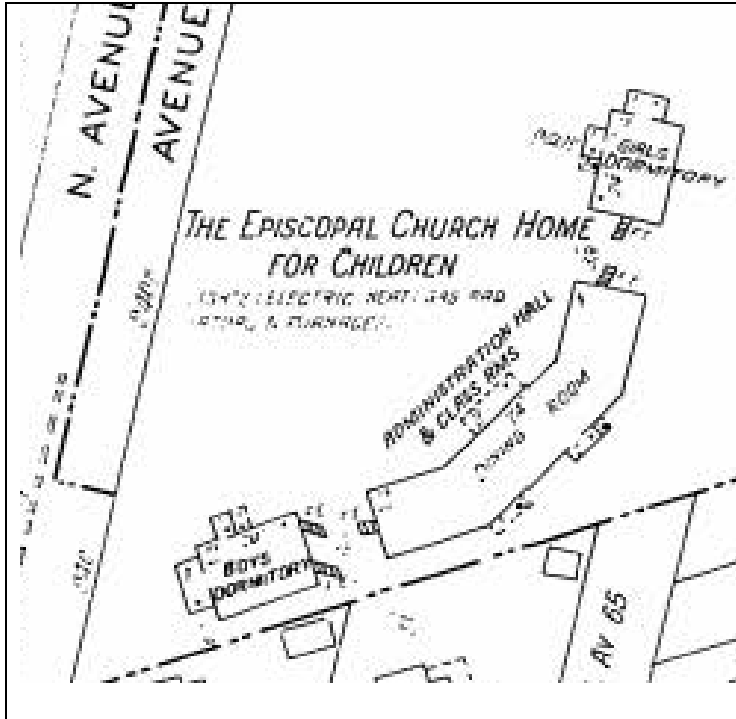 N. AVENUE
AVENUE
GIRLS
DORMITORY
THE EPISCOPAL CHURCH HOME
FOR CHILDREN
ELECTRIC
ADMINISTRATION HALL
& CLASS RMS
DINING ROOM
BOYS
DORMITORY
AV 65